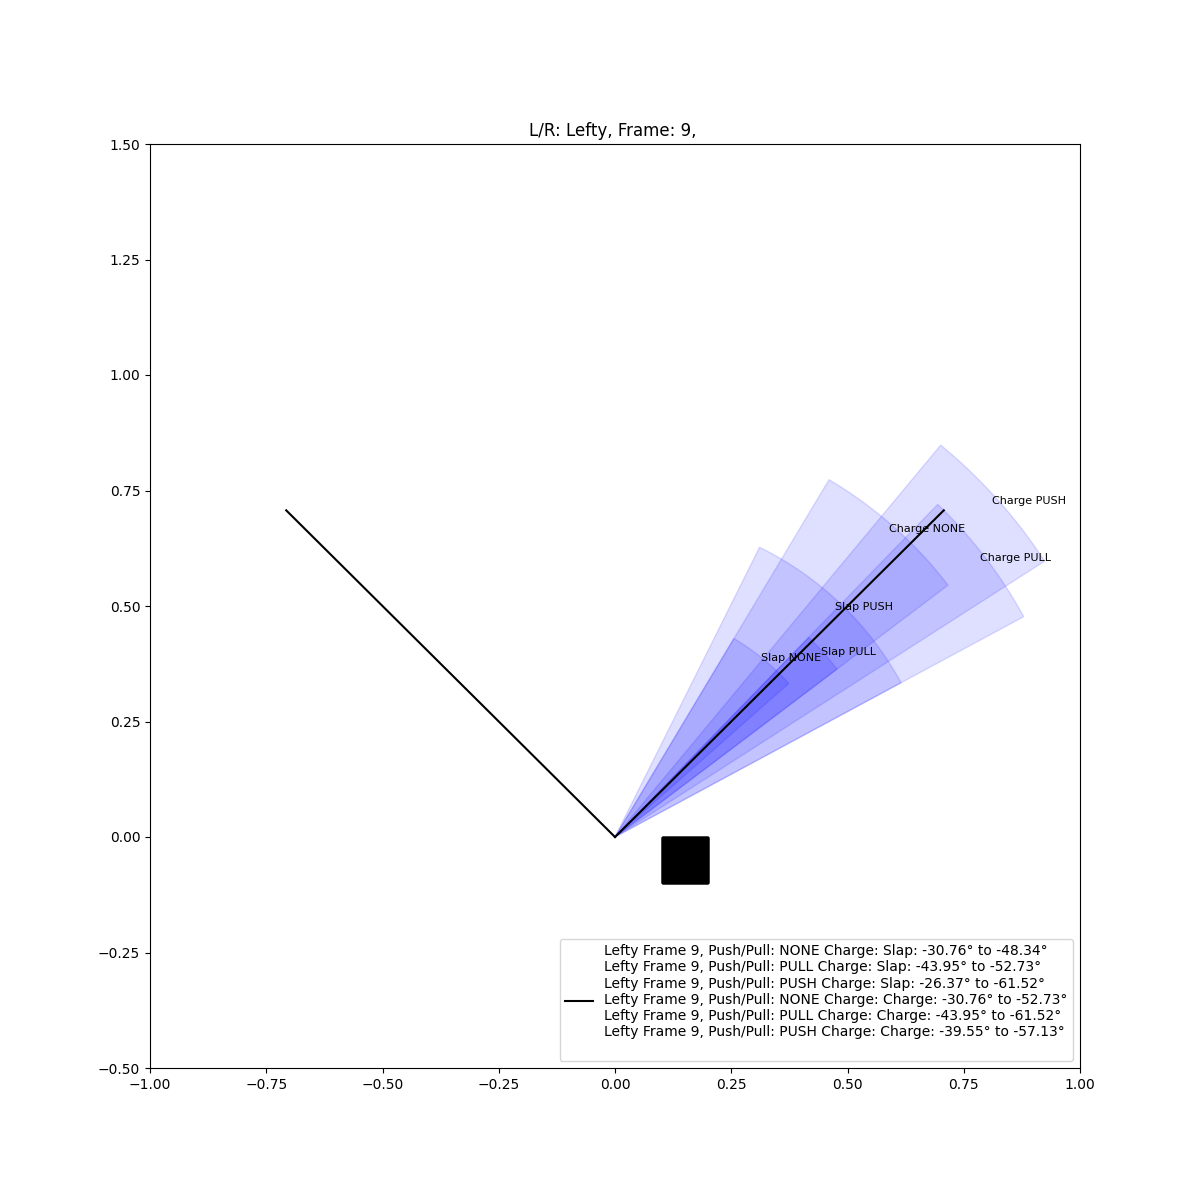 L/R: Lefty, Frame: 9,
1.50
1.25
1.00
0.75
0.50
0.25
0.00
−0.25
−0.50
Charge PUSH
Charge NONE
Charge PULL
Slap PUSH
Slap PULL
Slap NONE
Lefty Frame 9, Push/Pull: NONE Charge: Slap: -30.76° to -48.34°
Lefty Frame 9, Push/Pull: PULL Charge: Slap: -43.95° to -52.73°
Lefty Frame 9, Push/Pull: PUSH Charge: Slap: -26.37° to -61.52°
Lefty Frame 9, Push/Pull: NONE Charge: Charge: -30.76° to -52.73°
Lefty Frame 9, Push/Pull: PULL Charge: Charge: -43.95° to -61.52°
Lefty Frame 9, Push/Pull: PUSH Charge: Charge: -39.55° to -57.13°
−1.00 −0.75 −0.50 −0.25 0.00 0.25 0.50 0.75 1.00